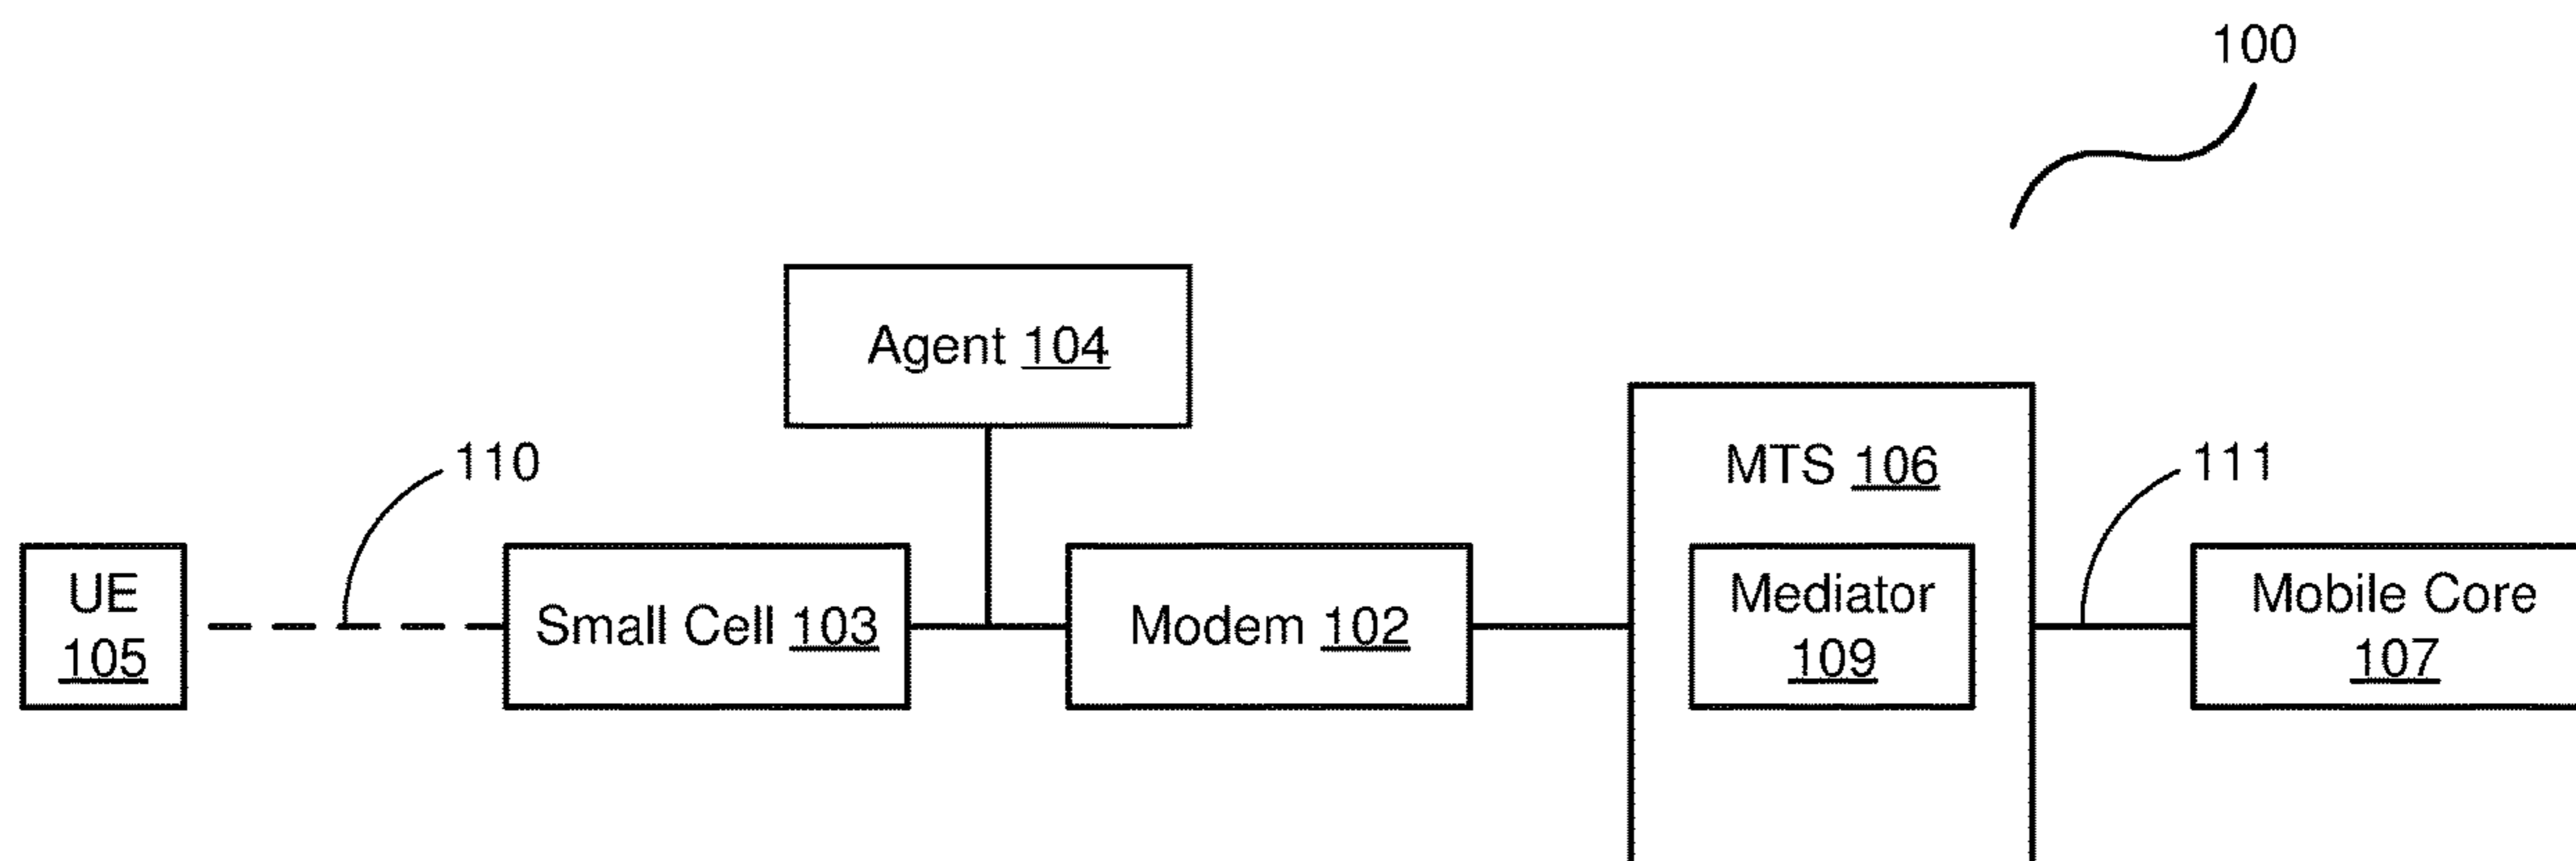 100
Agent 104
110
MTS 106
111
UE
105
Small Cell 103
Modem 102
Mediator
109
Mobile Core
107